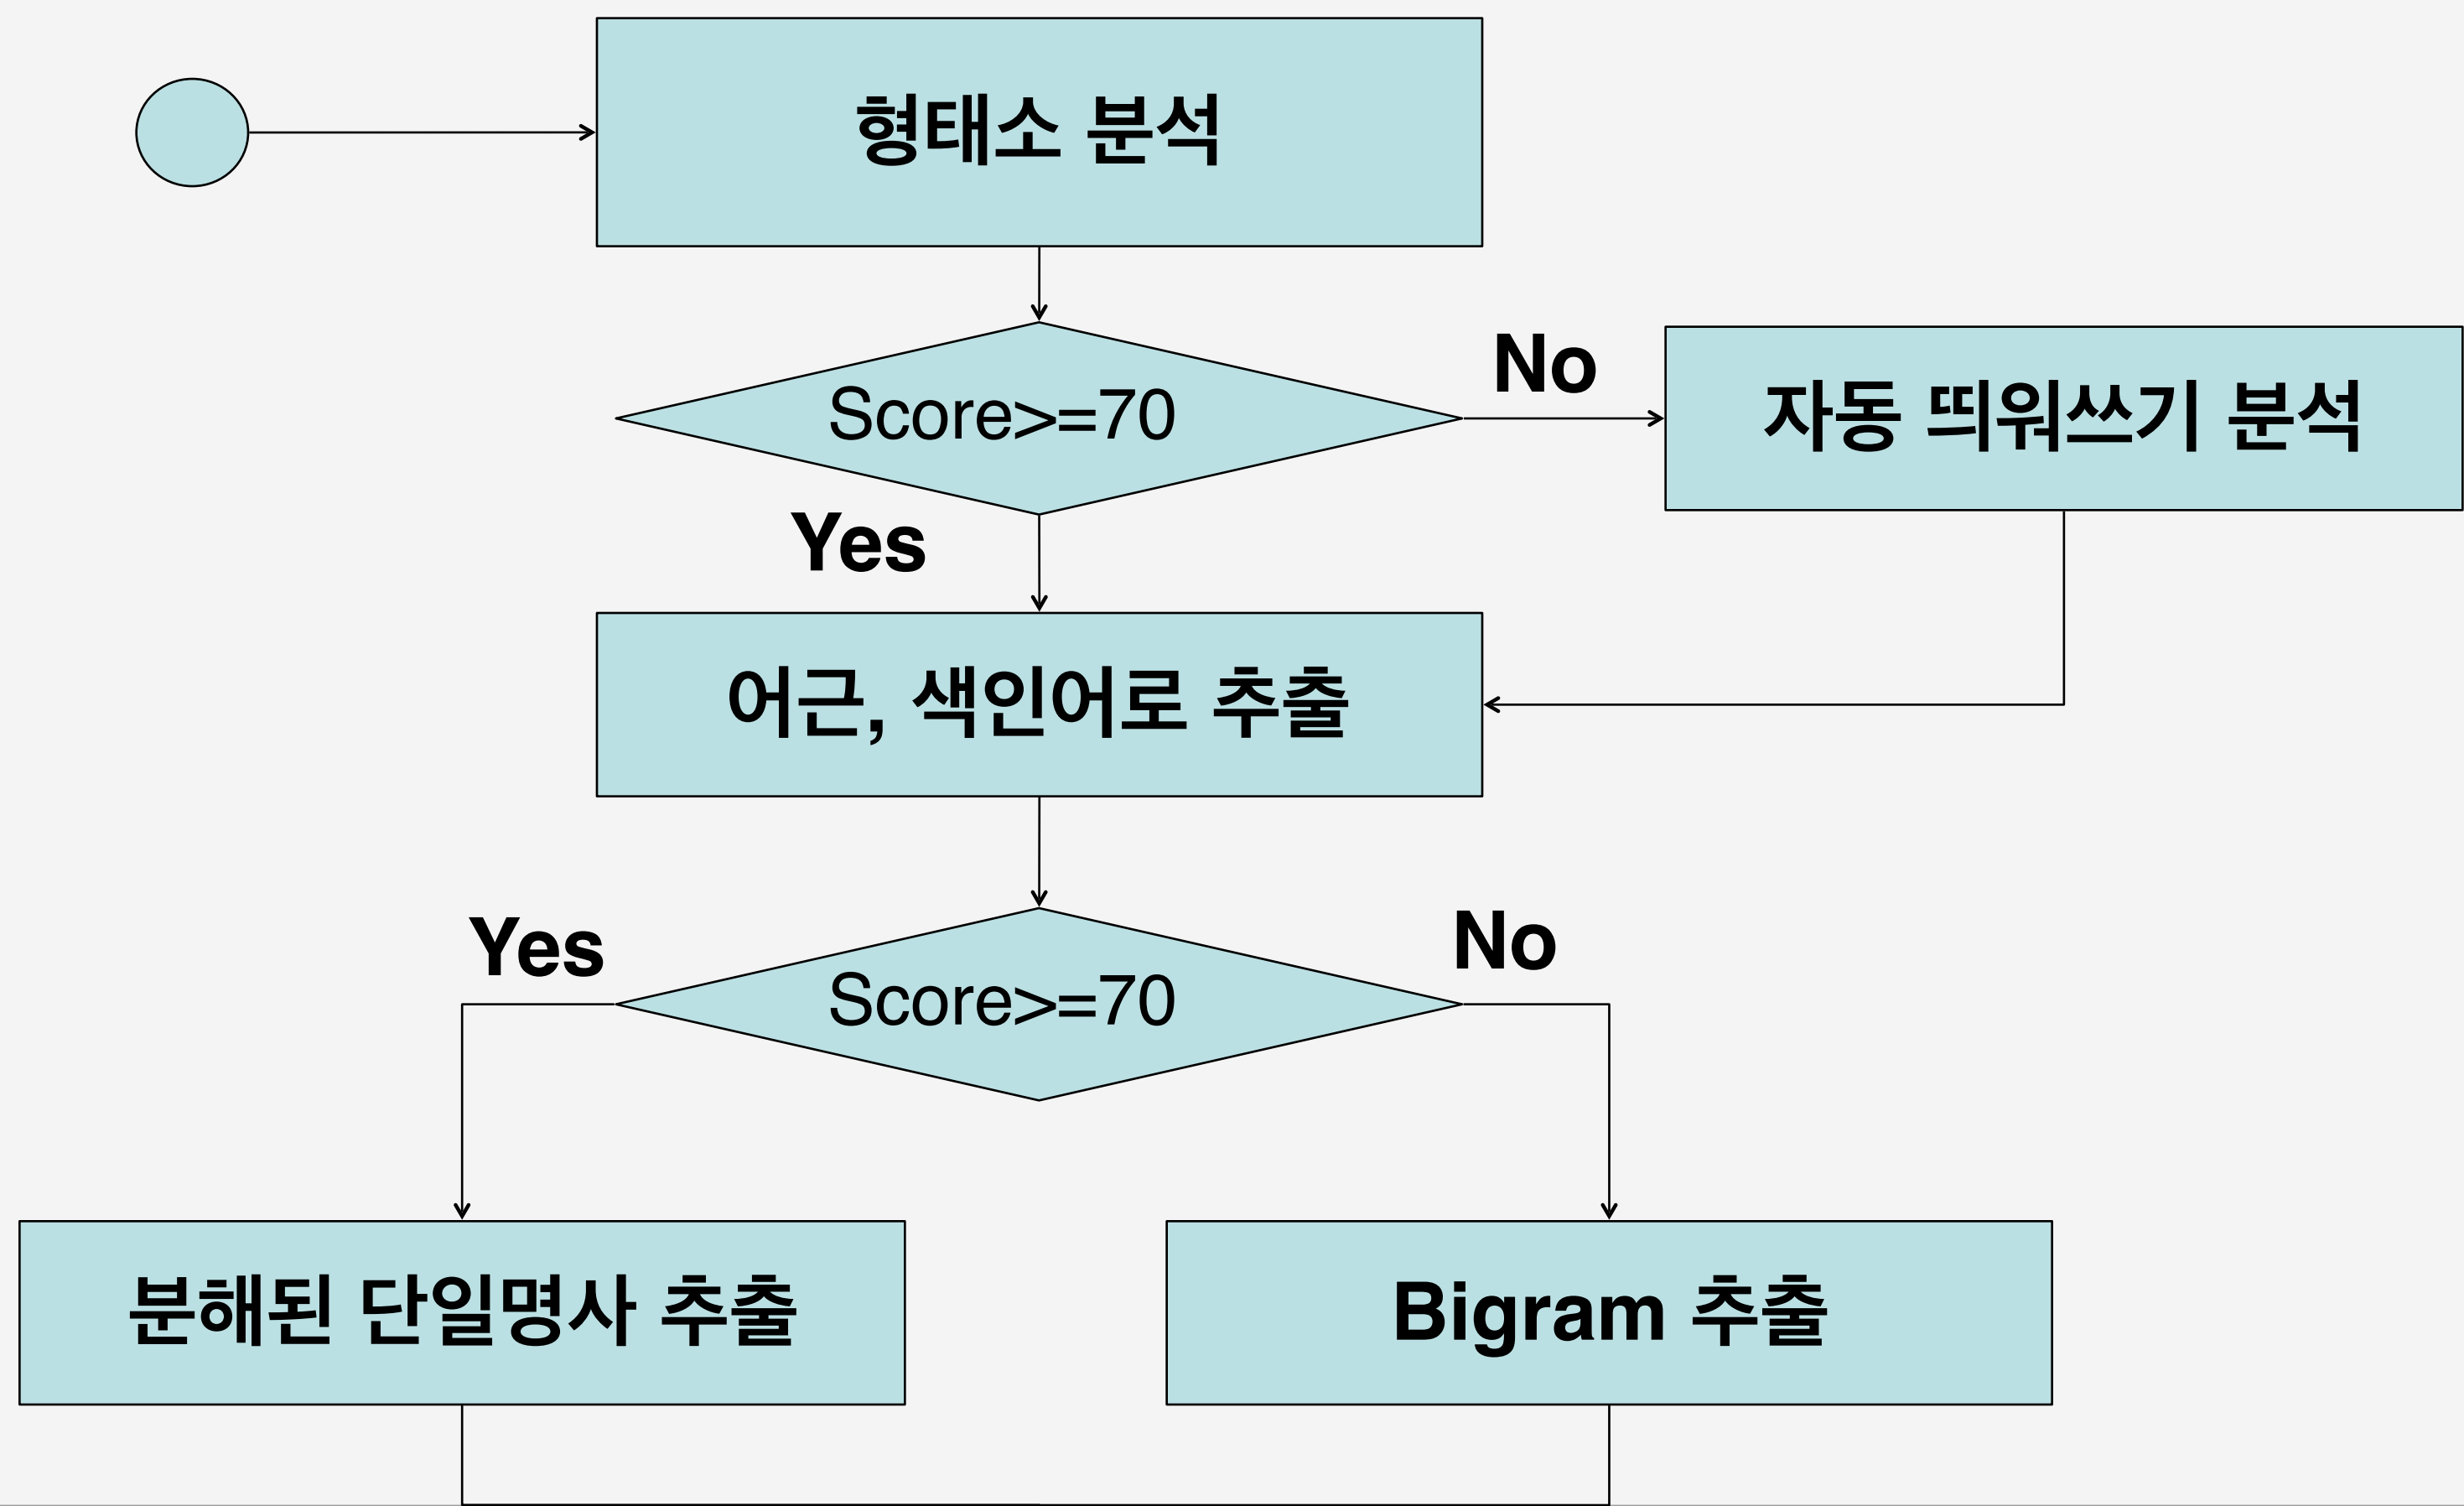 형태소 분석
Score>=70
No
자동 띄워쓰기 분석
Yes
어근, 색인어로 추출
Yes
No
Score>=70
분해된 단일명사 추출
Bigram 추출